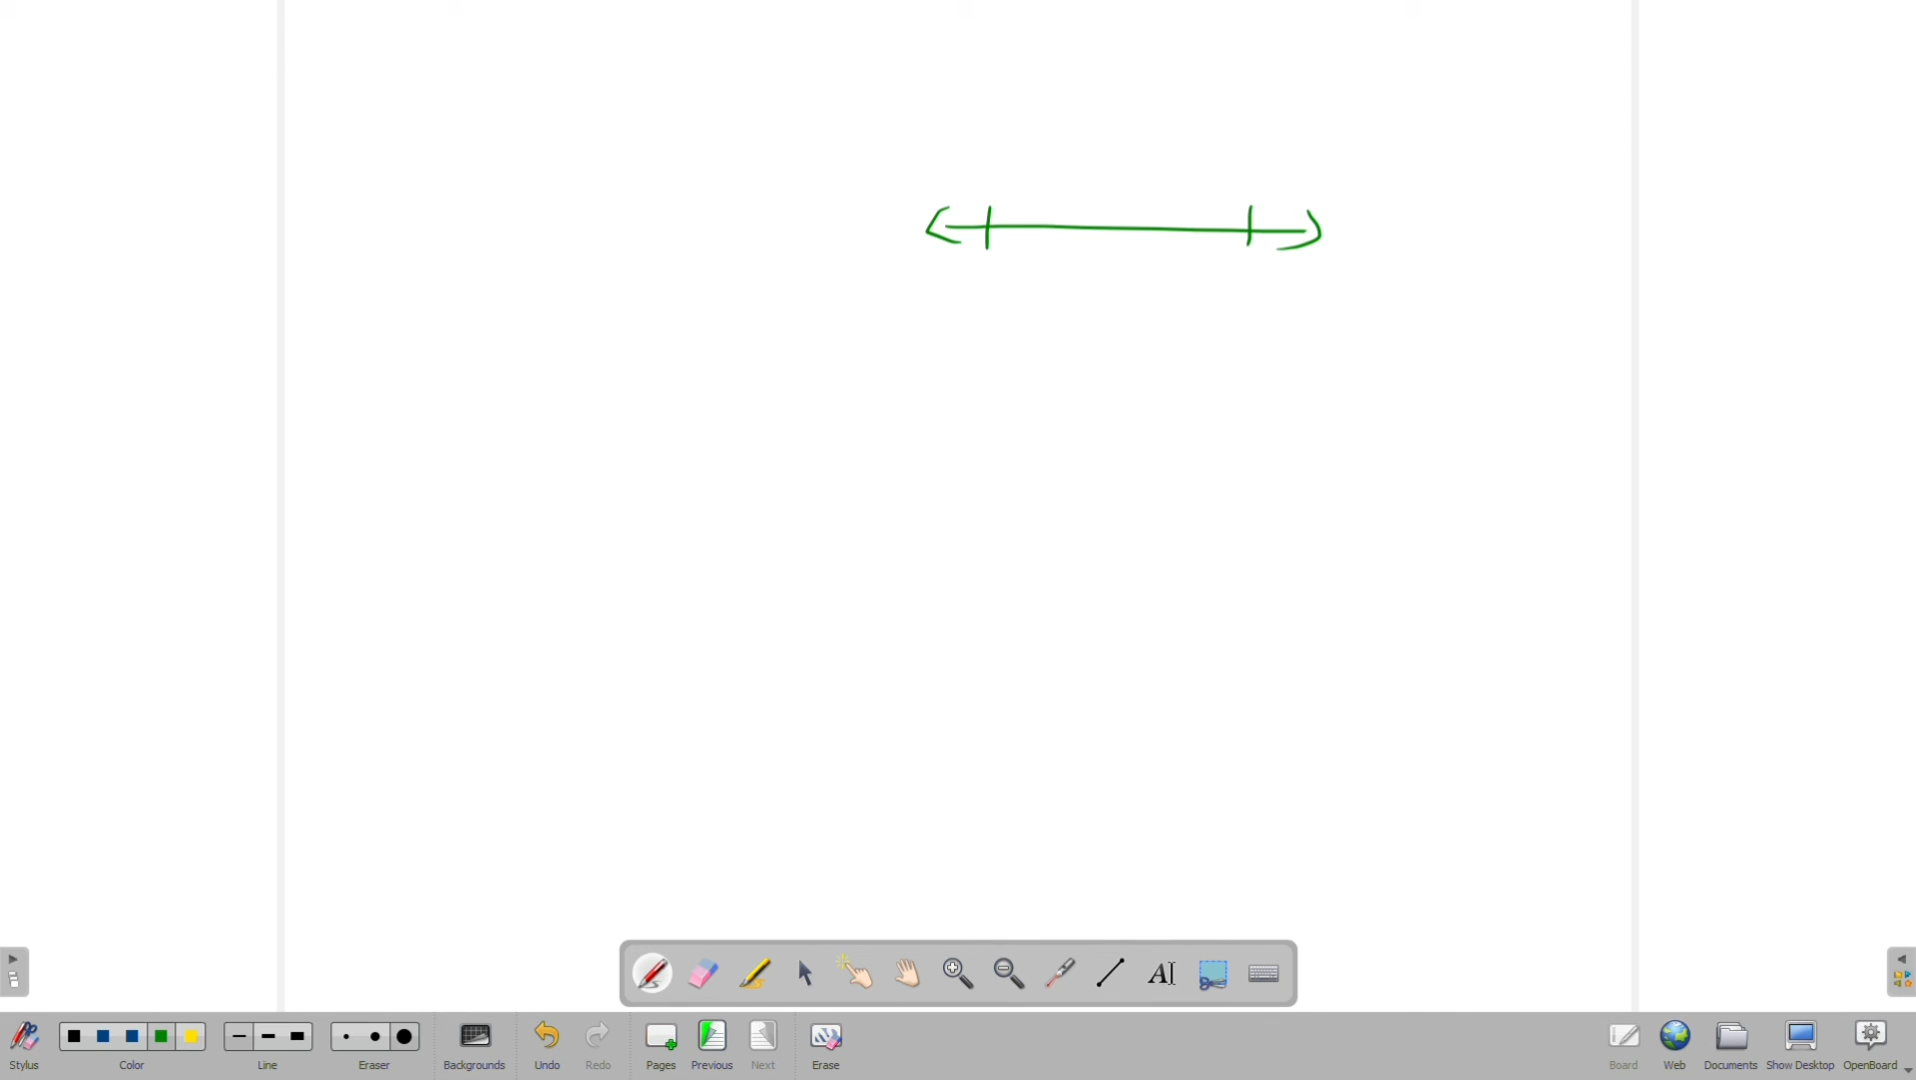 Stylus
Color
Line
Eraser
Backgrounds
Undo
Redo
Pages
Previous
Next
Erase
Board
Web
Documents
Show Desktop
OpenBoard